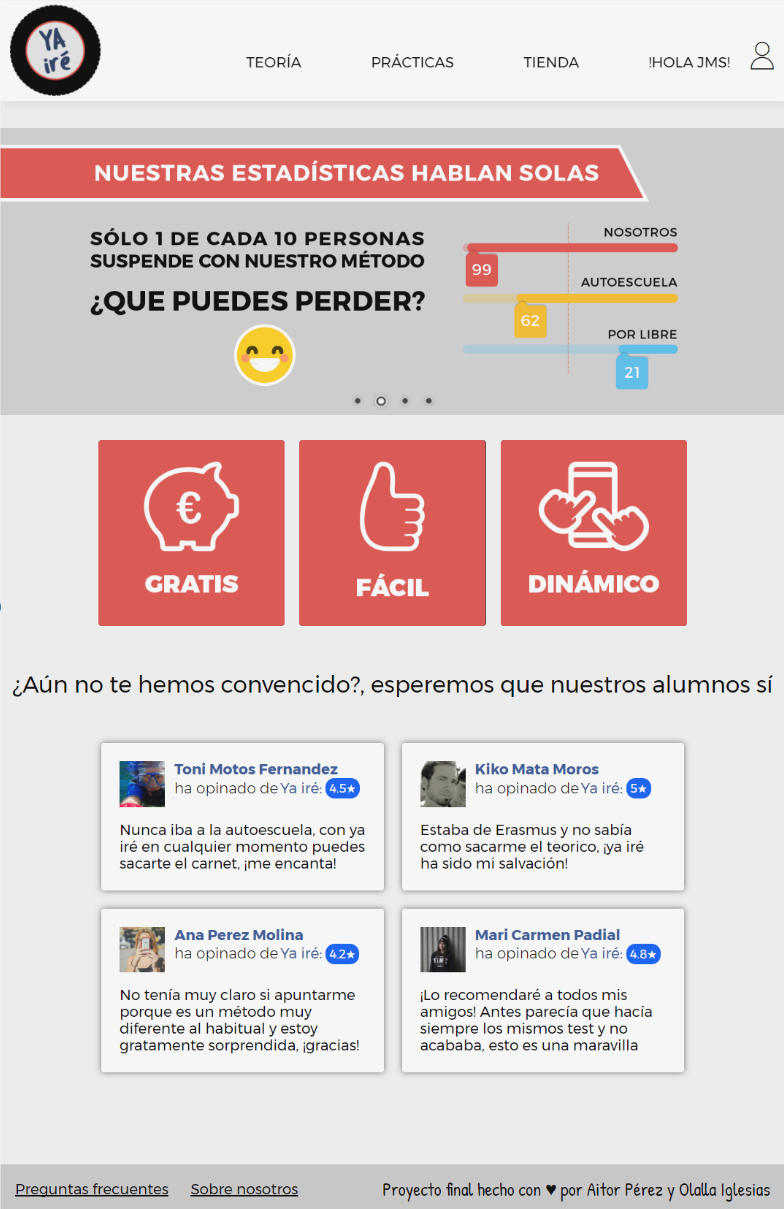 YA
iré
TEORÍA
PRÁCTICAS
TIENDA
!HOLA JMS!
NUESTRAS ESTADÍSTICAS HABLAN SOLAS
SÓLO 1 DE CADA 10 PERSONAS
SUSPENDE CON NUESTRO MÉTODO
¿QUE PUEDES PERDER?
NOSOTROS
99
AUTOESCUELA
62
POR LIBRE
21
€
GRATIS
FÁCIL
DINÁMICO
¿Aún no te hemos convencido?, esperemos que nuestros alumnos sí
Toni Motos Fernandez
ha opinado de Ya iré: 4.5★
Nunca iba a la autoescuela, con ya
iré en cualquier momento puedes
sacarte el carnet, ¡me encanta!
Kiko Mata Moros
ha opinado de Ya iré: 5★
Estaba de Erasmus y no sabía
como sacarme el teorico, ¡ya iré
ha sido mi salvación!
Ana Perez Molina
ha opinado de Ya iré: 4.2★
No tenía muy claro si apuntarme
porque es un método muy
diferente al habitual y estoy
gratamente sorprendida, ¡gracias!
Mari Carmen Padial
ha opinado de Ya iré: 4.8★
¡Lo recomendaré a todos mis
amigos! Antes parecía que hacía
siempre los mismos test y no
acababa, esto es una maravilla
Preguntas frecuentes
Sobre nosotros
Proyecto final hecho con ♥ por Aitor Pérez y Olalla Iglesias